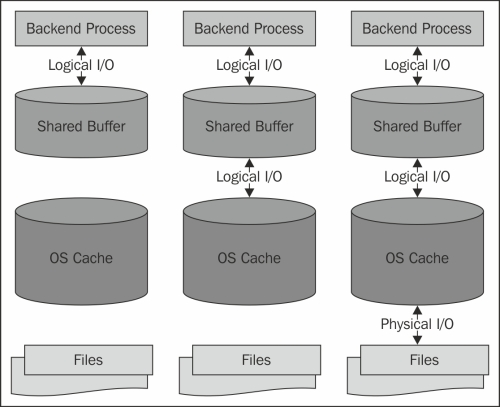 Backend Process
Backend Process
Backend Process
Logical I/O
Logical I/O
Logical I/O
Shared Buffer
Shared Buffer
Shared Buffer
Logical I/O
Logical I/O
OS Cache
OS Cache
OS Cache
Physical I/O
Files
Files
Files